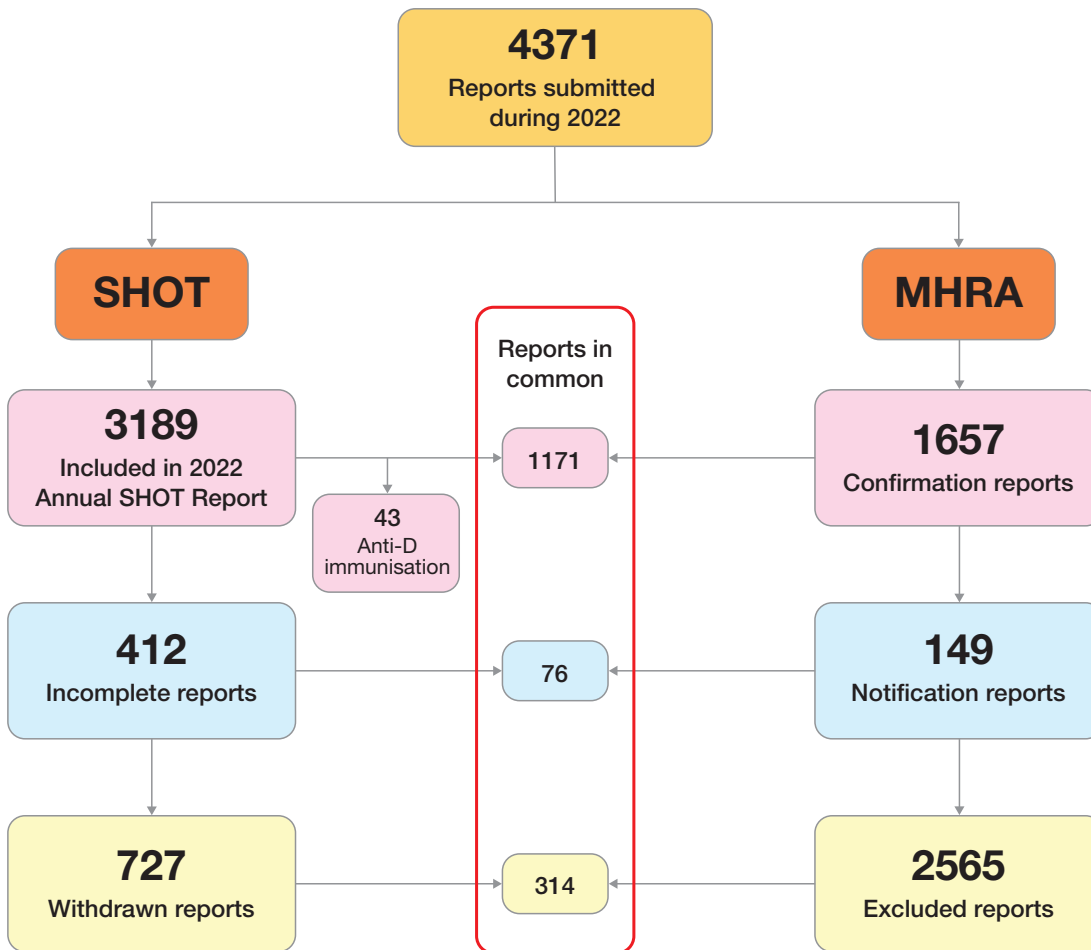 4371
Reports submitted
during 2022
SHOT
MHRA
Reports in
common
3189
Included in 2022
Annual SHOT Report
1171
1657
Confirmation reports
43
Anti-D
immunisation
412
Incomplete reports
76
149
Notification reports
727
Withdrawn reports
314
2565
Excluded reports